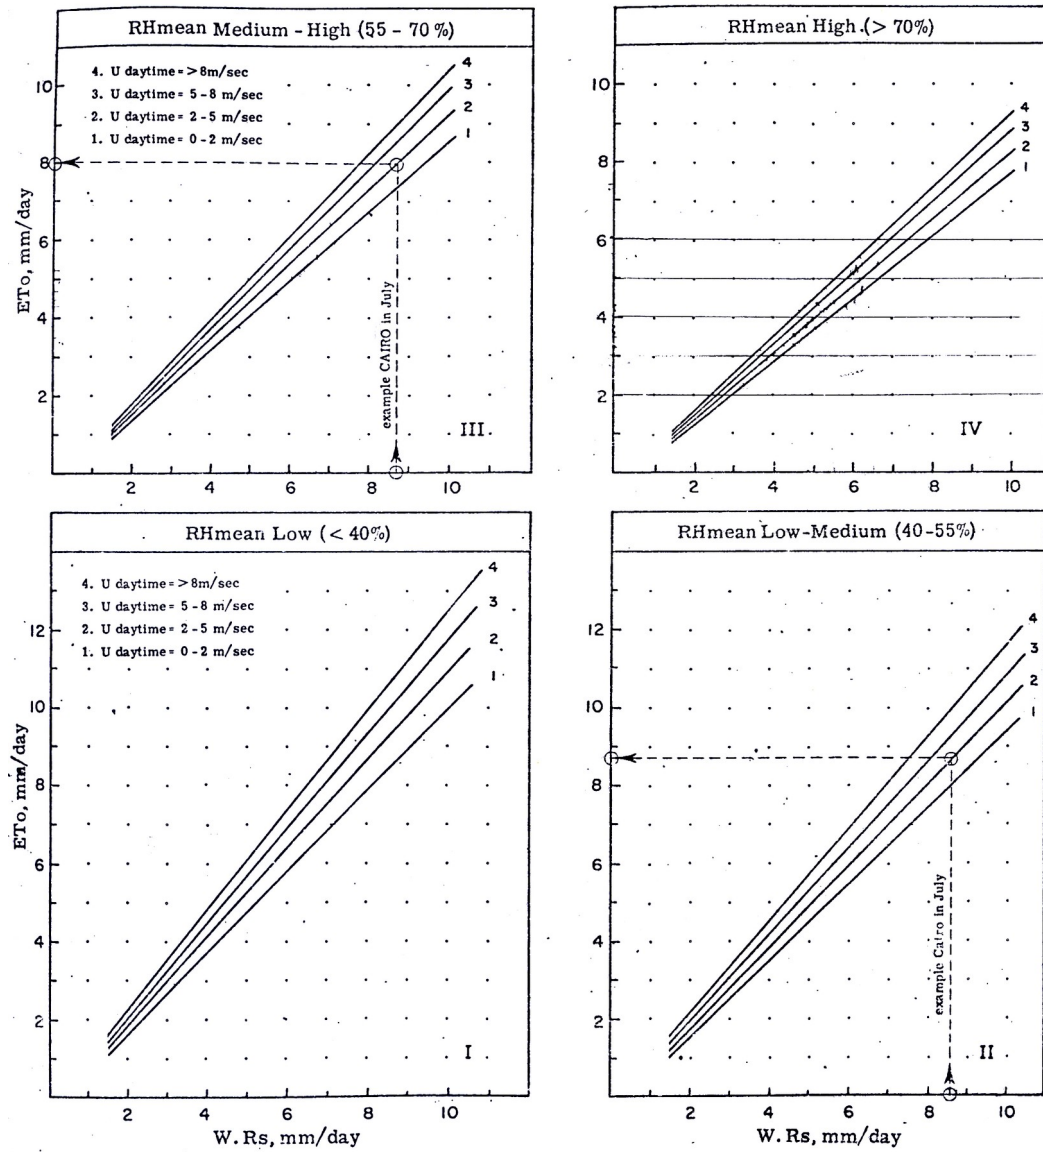 RHmean Medium - High (55 - 70%)
4. U daytime = >8m/sec
3. U daytime = 5-8 m/sec
2. U daytime = 2-5 m/sec
1. U daytime = 0-2 m/sec
4
3
2
1
10
8
6
4
2
ETo, mm/day
example CAIRO in July
III
2 4 6 8 10
RHmean High (> 70%)
4
3
2
1
10
8
6
4
2
IV
2 4 6 8 10
RHmean Low (< 40%)
4. U daytime = >8m/sec
3. U daytime = 5-8 m/sec
2. U daytime = 2-5 m/sec
1. U daytime = 0-2 m/sec
4
3
2
1
12
10
8
6
4
2
ETo, mm/day
I
2 4 6 8 10
W. Rs, mm/day
RHmean Low-Medium (40-55%)
4
3
2
1
12
10
8
6
4
2
example Cairo in July
II
2 4 6 8 10
W. Rs, mm/day